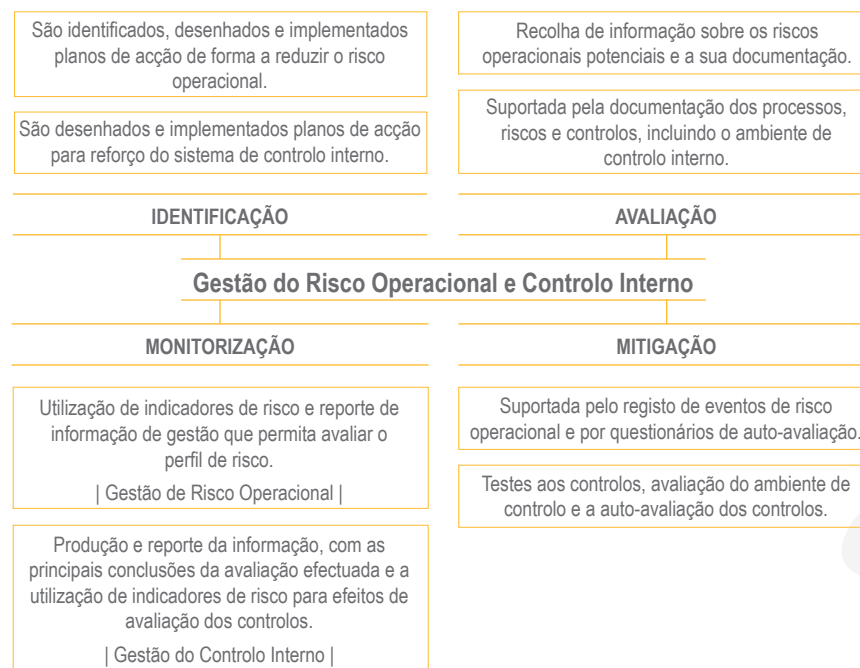 São identificados, desenhados e implementados
planos de acção de forma a reduzir o risco
operacional.
São desenhados e implementados planos de acção
para reforço do sistema de controlo interno.
Recolha de informação sobre os riscos
operacionais potenciais e a sua documentação.
Suportada pela documentação dos processos,
riscos e controlos, incluindo o ambiente de
controlo interno.
IDENTIFICAÇÃO
AVALIAÇÃO
Gestão do Risco Operacional e Controlo Interno
MONITORIZAÇÃO
MITIGAÇÃO
Utilização de indicadores de risco e reporte de
informação de gestão que permita avaliar o
perfil de risco.
| Gestão de Risco Operacional |
Produção e reporte da informação, com as
principais conclusões da avaliação efectuada e a
utilização de indicadores de risco para efeitos de
avaliação dos controlos.
| Gestão do Controlo Interno |
Suportada pelo registo de eventos de risco
operacional e por questionários de auto-avaliação.
Testes aos controlos, avaliação do ambiente de
controlo e a auto-avaliação dos controlos.